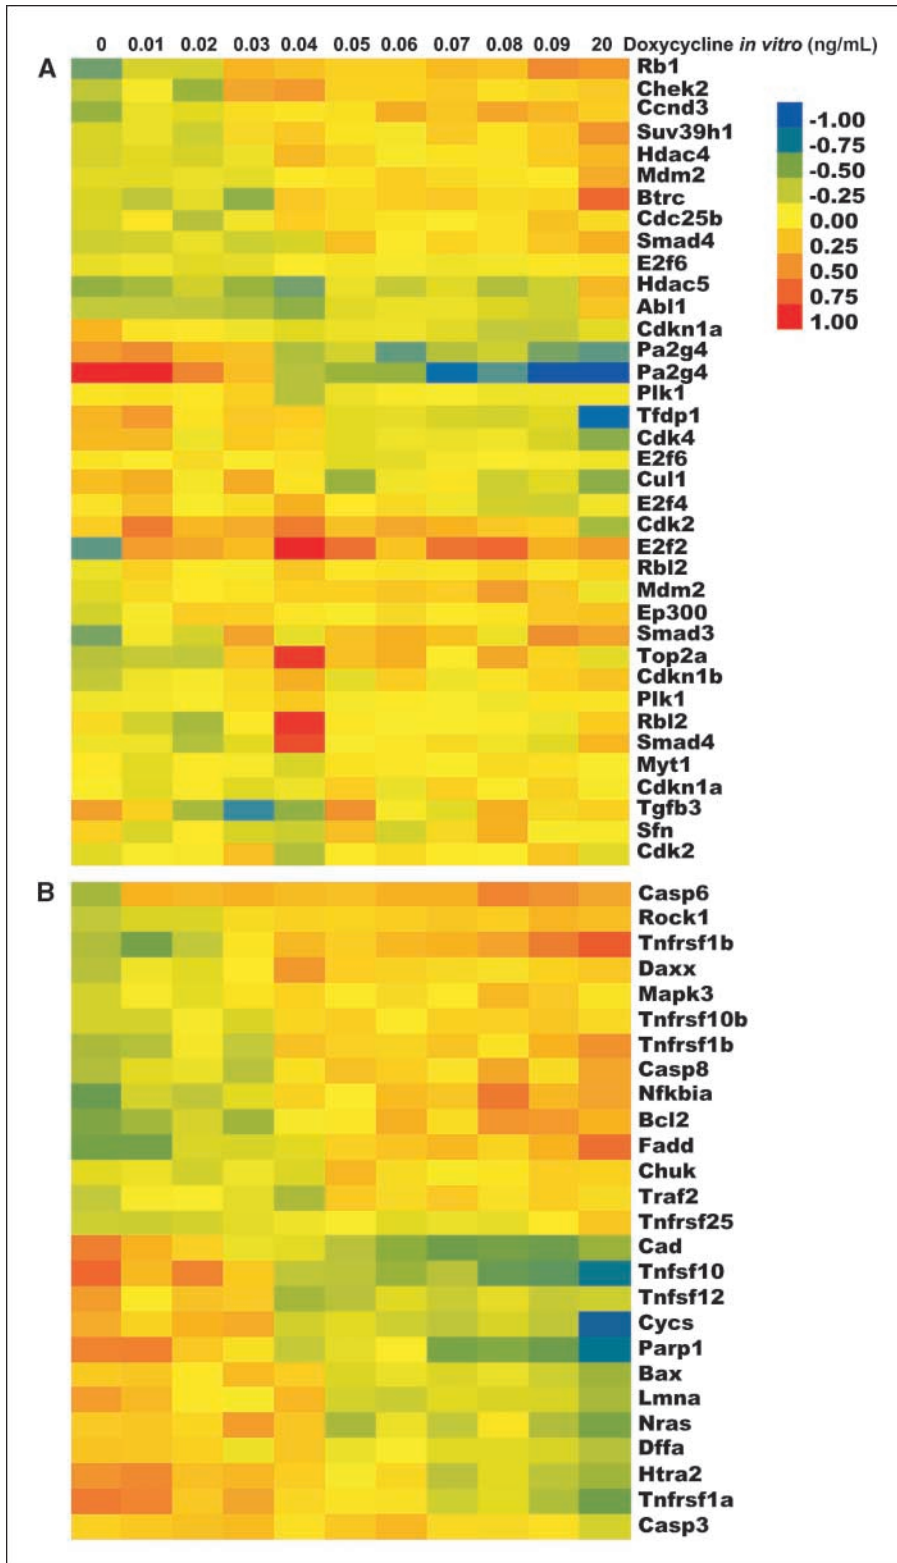 0 0.01 0.02 0.03 0.04 0.05 0.06 0.07 0.08 0.09 20 Doxycycline in vitro (ng/mL)
A
Rb1
Chek2
Ccnd3
Suv39h1
Hdac4
Mdm2
Btrc
Cdc25b
Smad4
E2f6
Hdac5
Abl1
Cdkn1a
Pa2g4
Pa2g4
Plk1
Tfdp1
Cdk4
E2f6
Cul1
E2f4
Cdk2
E2f2
Rbl2
Mdm2
Ep300
Smad3
Top2a
Cdkn1b
Plk1
Rbl2
Smad4
Myt1
Cdkn1a
Tgfb3
Sfn
Cdk2
-1.00
-0.75
-0.50
-0.25
0.00
0.25
0.50
0.75
1.00
B
Casp6
Rock1
Tnfrsf1b
Daxx
Mapk3
Tnfrsf10b
Tnfrsf1b
Casp8
Nfkbia
Bcl2
Fadd
Chuk
Traf2
Tnfrsf25
Cad
Tnfsf10
Tnfsf12
Cycs
Parp1
Bax
Lmna
Nras
Dffa
Htra2
Tnfrsf1a
Casp3